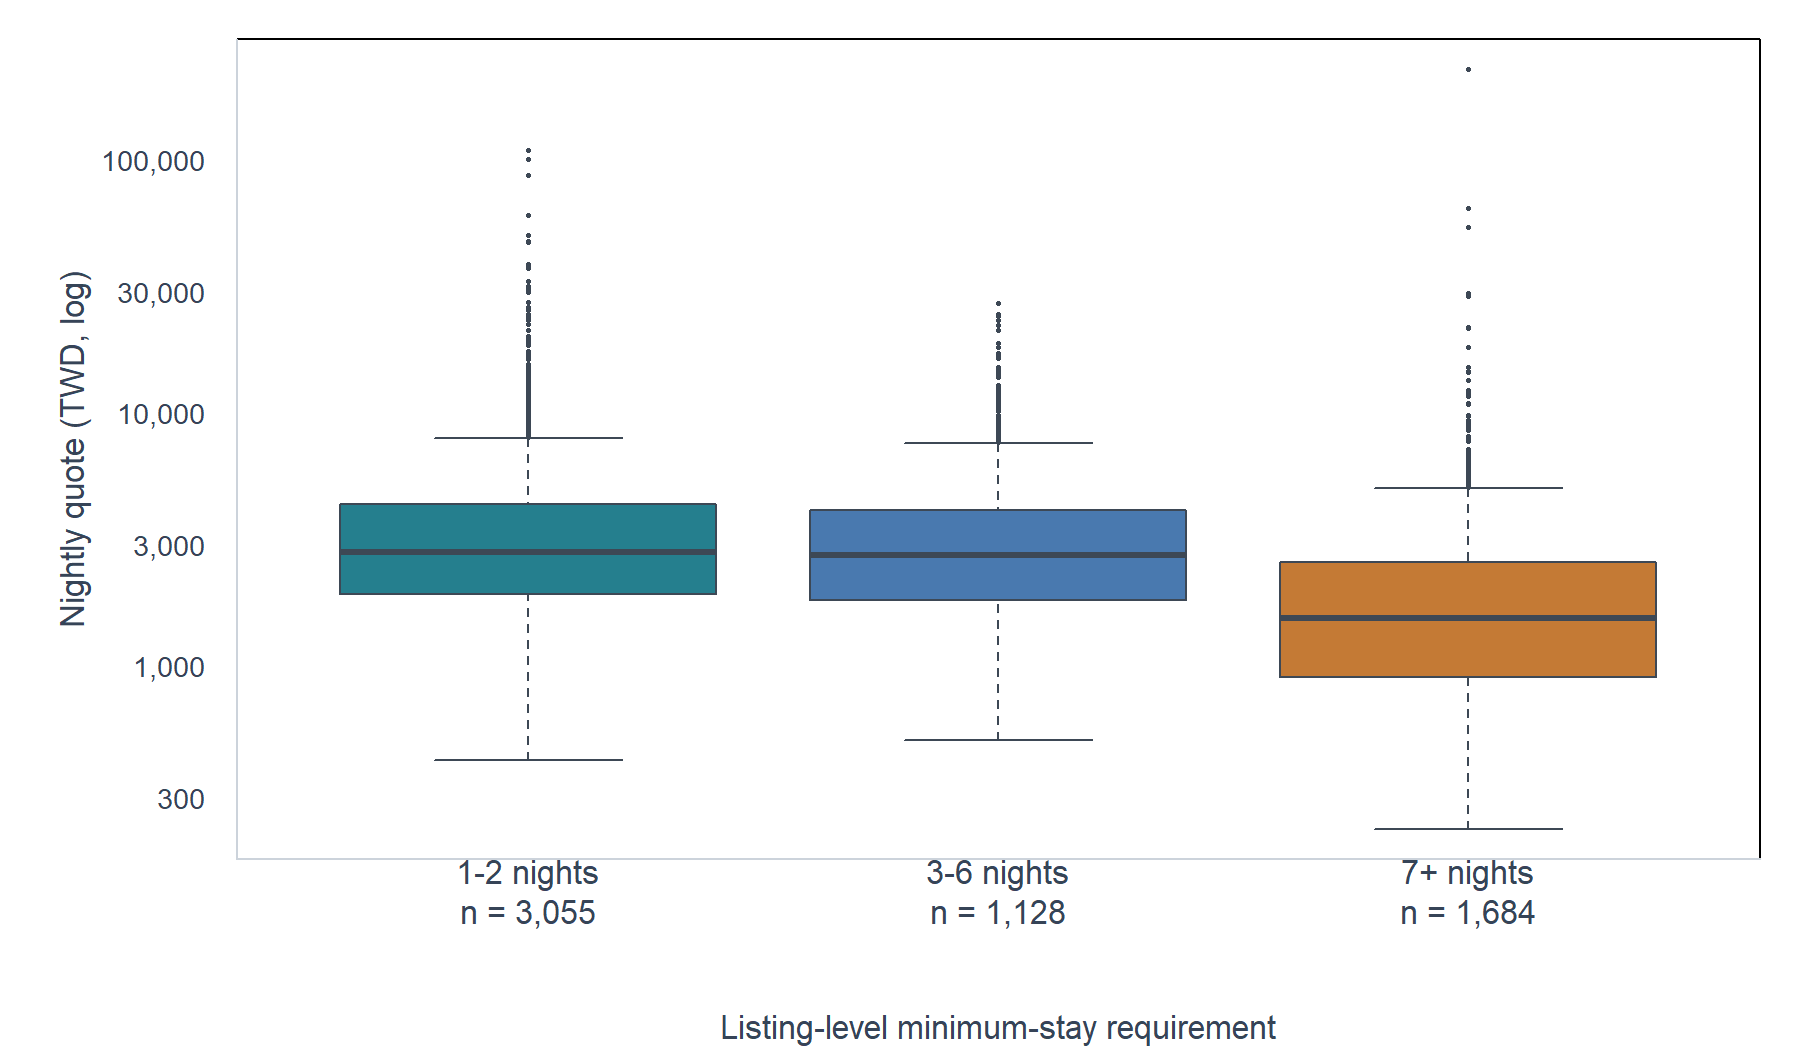 Nightly quote (TWD, log)
100,000
30,000
10,000
3,000
1,000
300
1-2 nights
n = 3,055
3-6 nights
n = 1,128
7+ nights
n = 1,684
Listing-level minimum-stay requirement